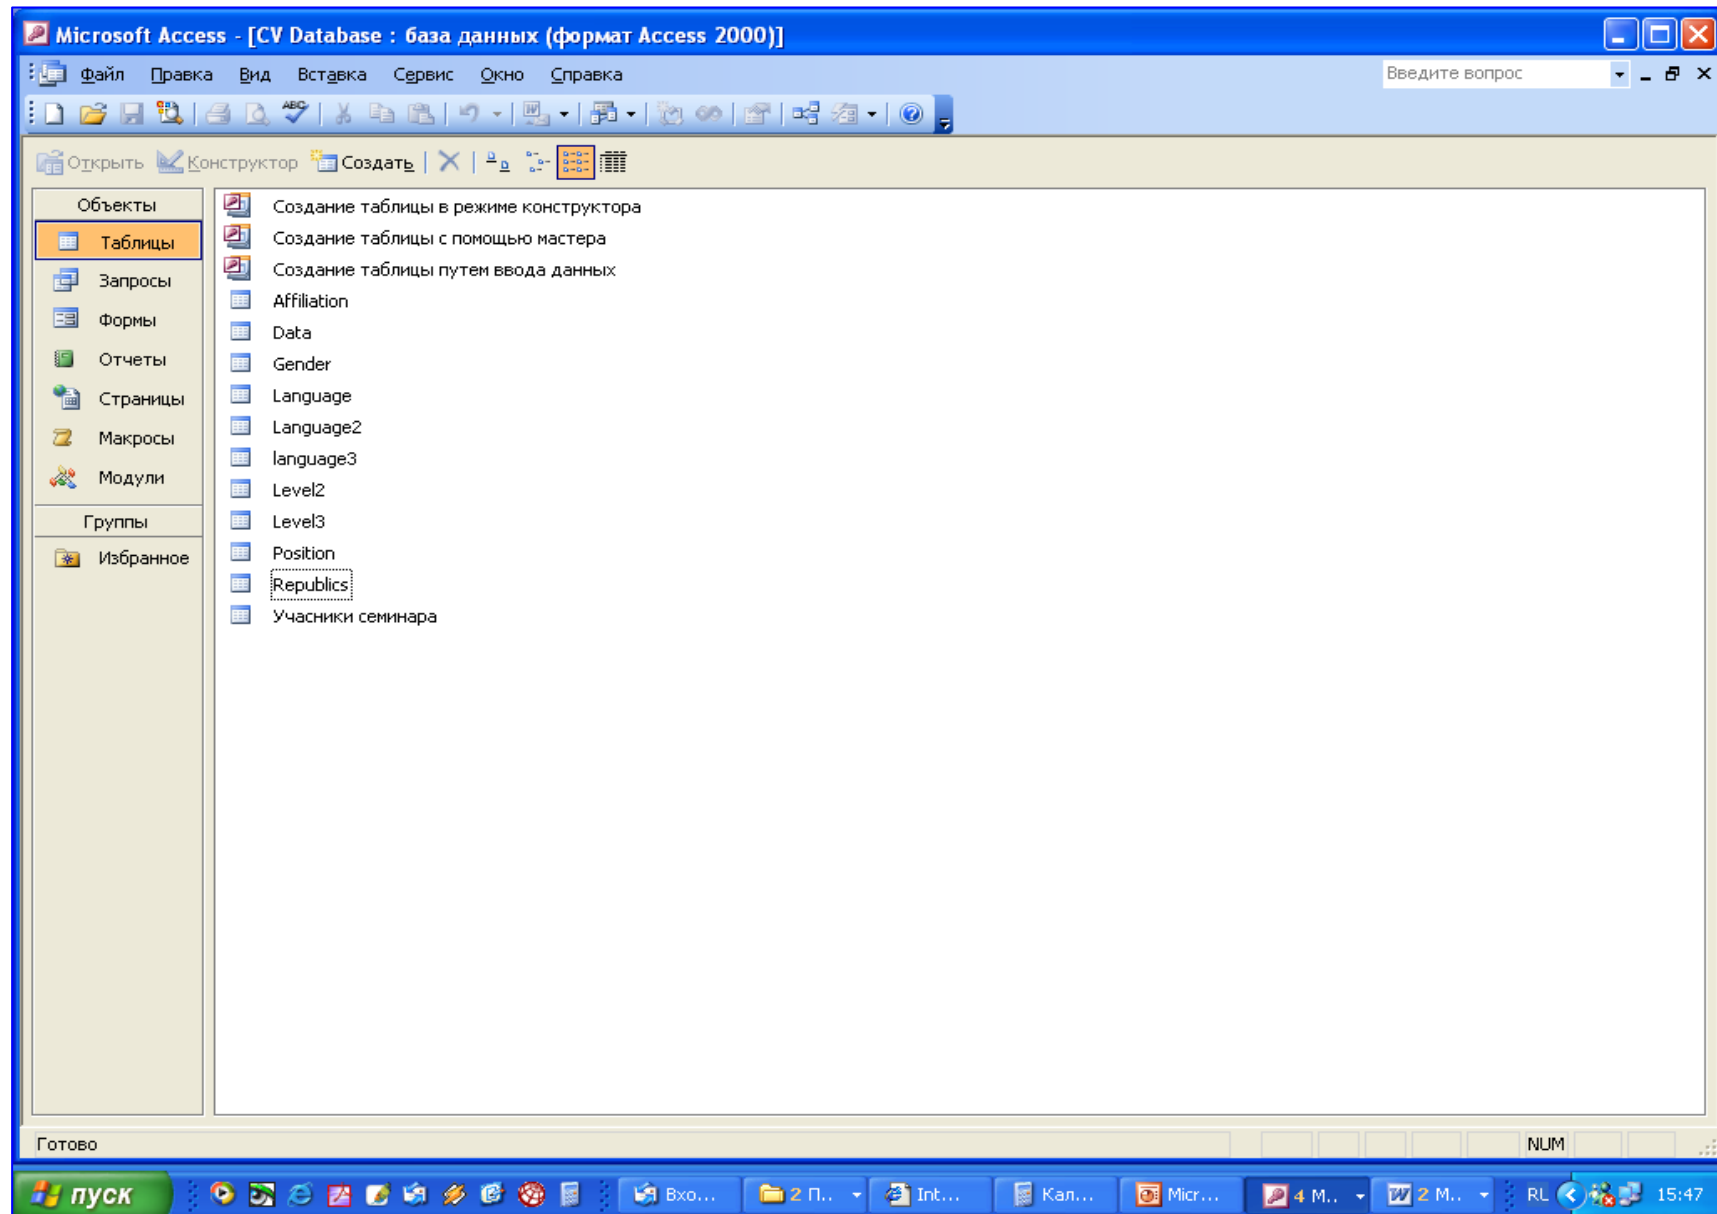 Microsoft Access - [CV Database : база данных (формат Access 2000)]
Файл Правка Вид Вставка Сервис Окно Справка Введите вопрос
Открыть Конструктор Создать
Объекты
Таблицы
Запросы
Формы
Отчеты
Страницы
Макросы
Модули
Группы
Избранное
Создание таблицы в режиме конструктора
Создание таблицы с помощью мастера
Создание таблицы путем ввода данных
Affiliation
Data
Gender
Language
Language2
language3
Level2
Level3
Position
Republics
Учасники семинара
Готово NUM
пуск Вхо... 2 П.. Int... Кал... Micr... 4 M.. 2 M.. RL 15:47